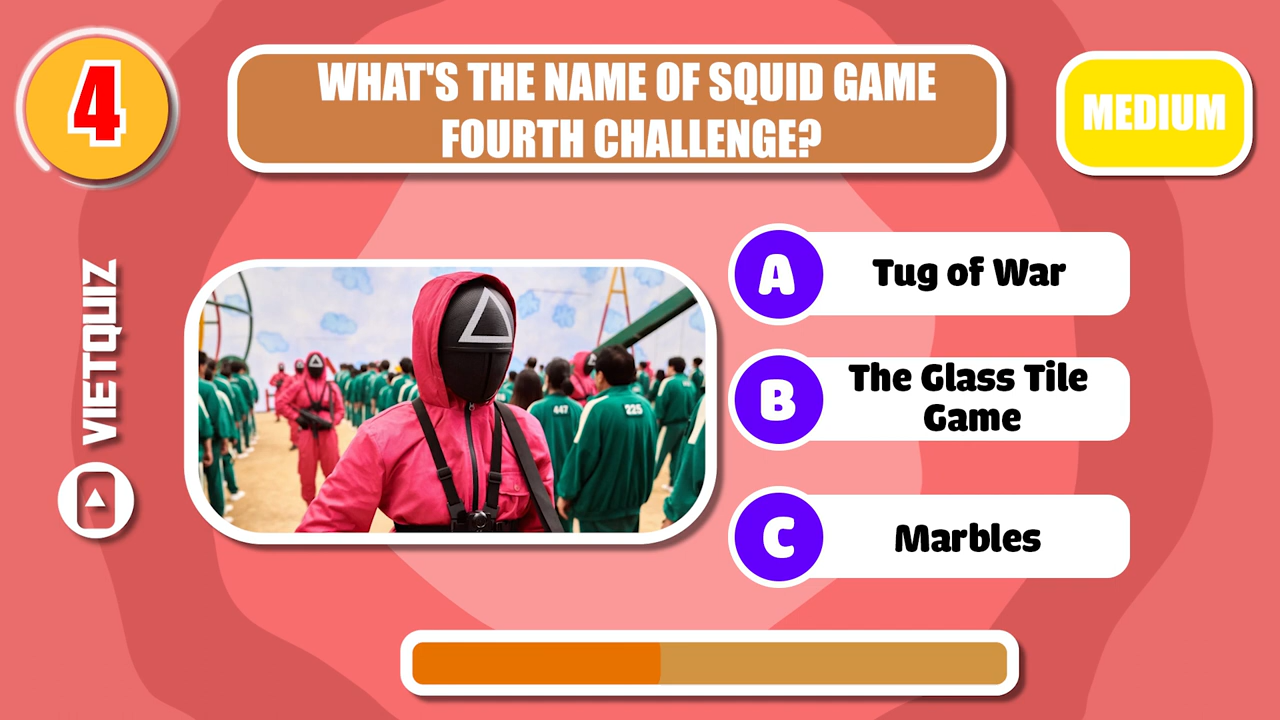 4
WHAT'S THE NAME OF SQUID GAME
FOURTH CHALLENGE?
MEDIUM
VIETQUIZ
447
225
A
Tug of War
B
The Glass Tile
Game
C
Marbles